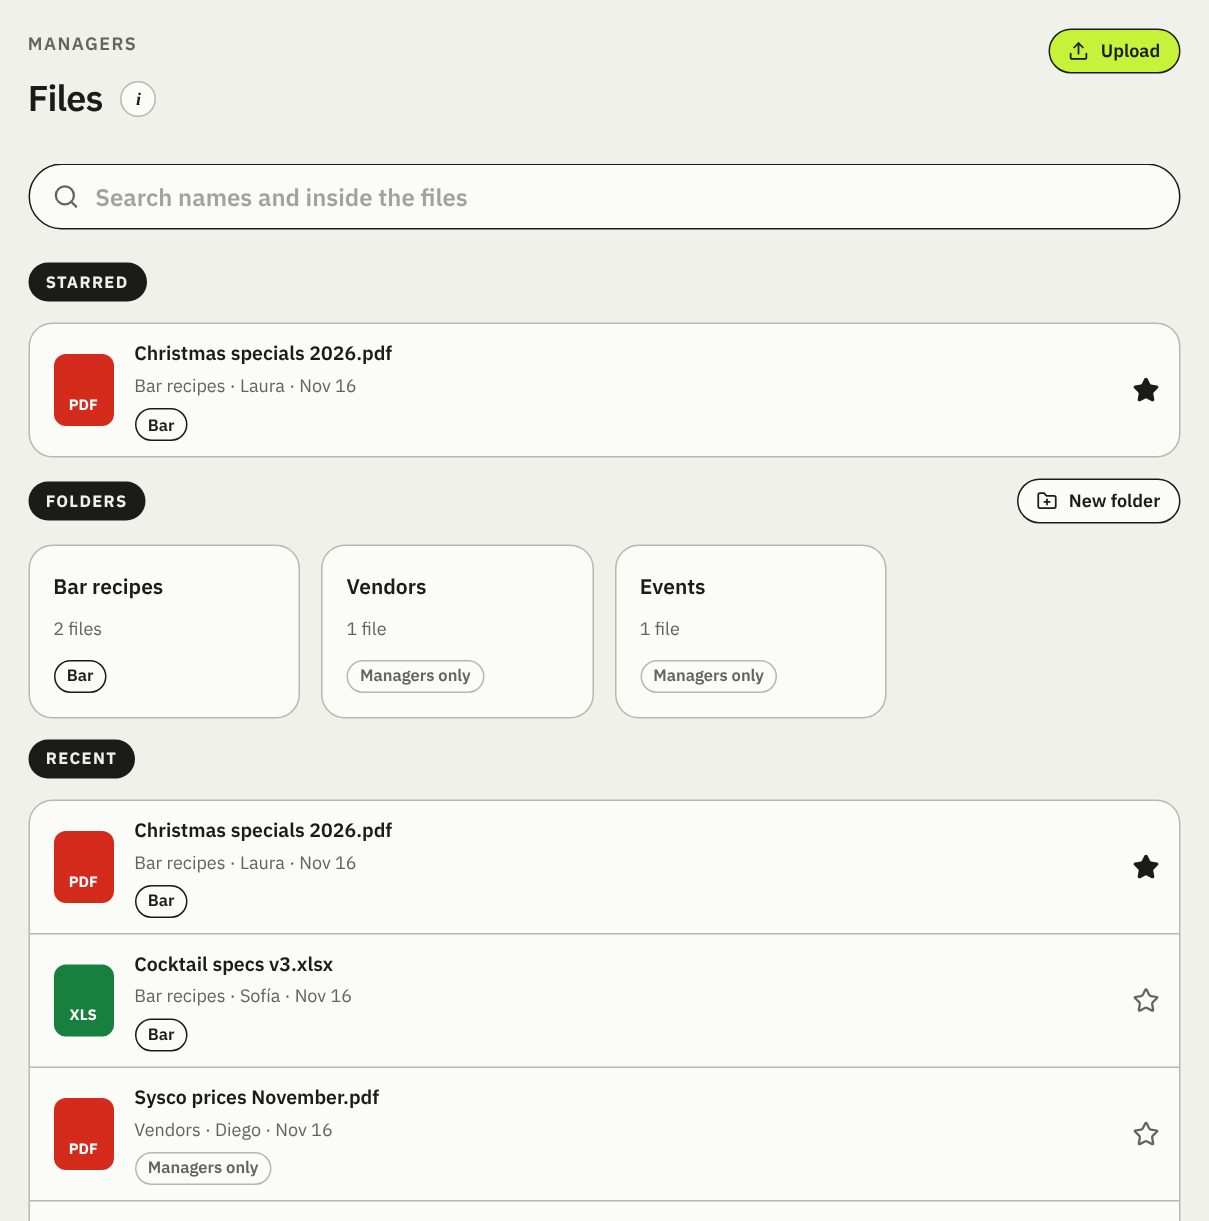 MANAGERS
Upload
Files
i
Search names and inside the files
STARRED
Christmas specials 2026.pdf
PDF
Bar recipes · Laura · Nov 16
Bar
FOLDERS
New folder
Bar recipes
2 files
Bar
Vendors
1 file
Managers only
Events
1 file
Managers only
RECENT
Christmas specials 2026.pdf
PDF
Bar recipes · Laura · Nov 16
Bar
Cocktail specs v3.xlsx
XLS
Bar recipes · Sofía · Nov 16
Bar
Sysco prices November.pdf
PDF
Vendors · Diego · Nov 16
Managers only